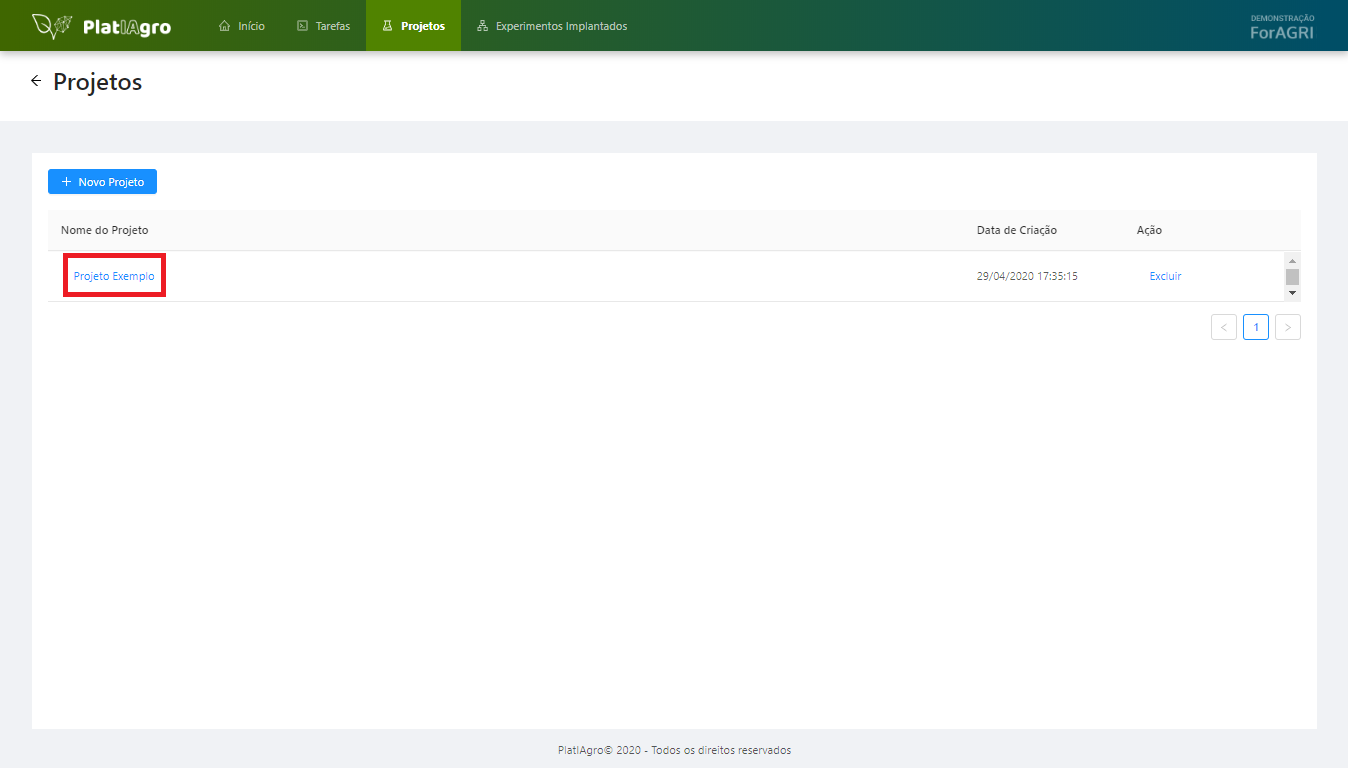 PlatIAgro
Início
Tarefas
Projetos
Experimentos Implantados
DEMONSTRAÇÃO
ForAGRI
Projetos
Novo Projeto
Nome do Projeto
Data de Criação
Ação
Projeto Exemplo
29/04/2020 17:35:15
Excluir
< 1 >
PlatIAgro© 2020 - Todos os direitos reservados